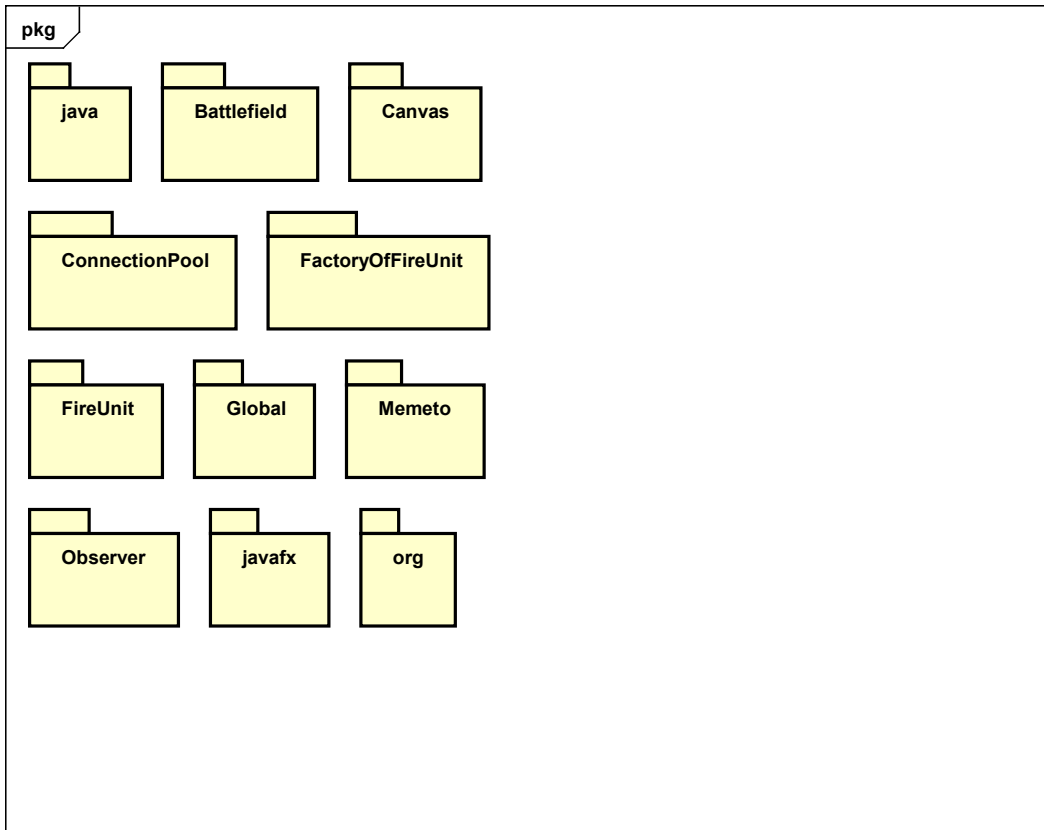 pkg
java Battlefield Canvas
ConnectionPool FactoryOfFireUnit
FireUnit Global Memeto
Observer javafx org